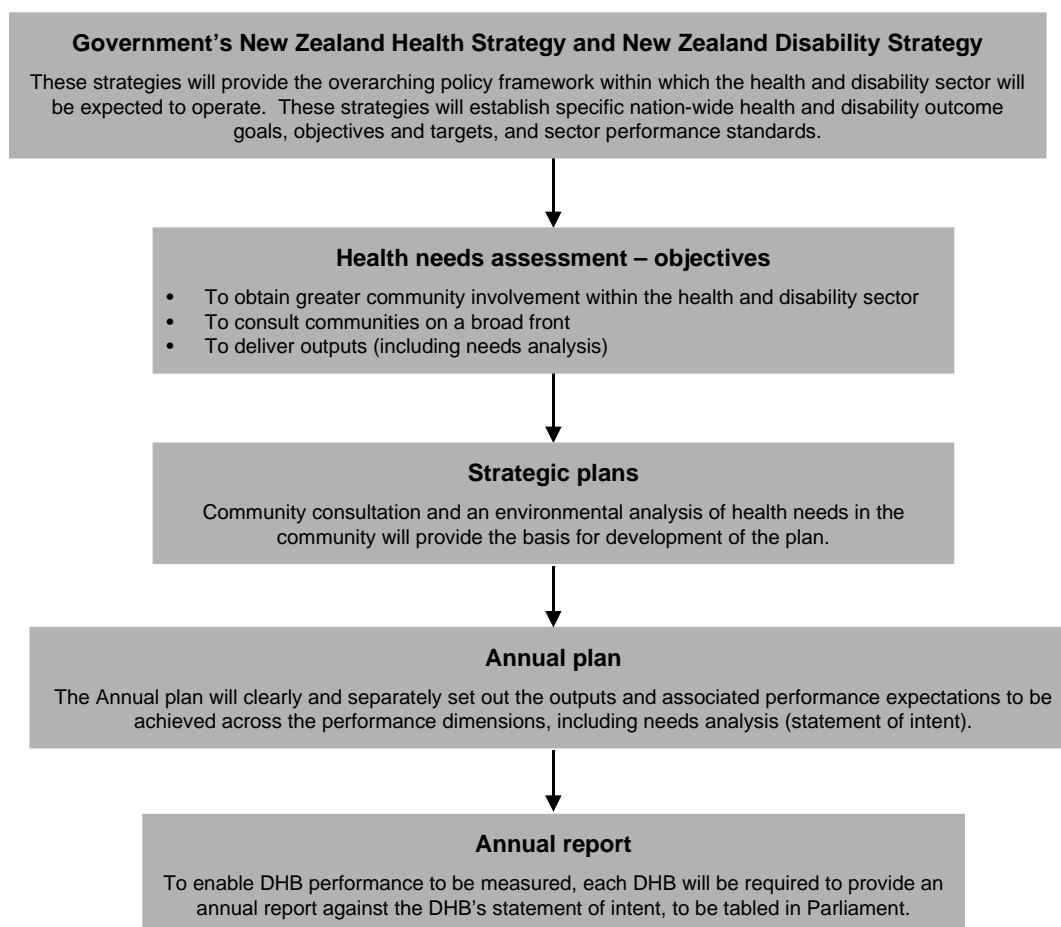 Government’s New Zealand Health Strategy and New Zealand Disability Strategy
These strategies will provide the overarching policy framework within which the health and disability sector will
be expected to operate.  These strategies will establish specific nation-wide health and disability outcome
goals, objectives and targets, and sector performance standards.
Health needs assessment – objectives
• To obtain greater community involvement within the health and disability sector
• To consult communities on a broad front
• To deliver outputs (including needs analysis)
Strategic plans
Community consultation and an environmental analysis of health needs in the
community will provide the basis for development of the plan.
Annual plan
The Annual plan will clearly and separately set out the outputs and associated performance expectations to be
achieved across the performance dimensions, including needs analysis (statement of intent).
Annual report
To enable DHB performance to be measured, each DHB will be required to provide an
annual report against the DHB’s statement of intent, to be tabled in Parliament.